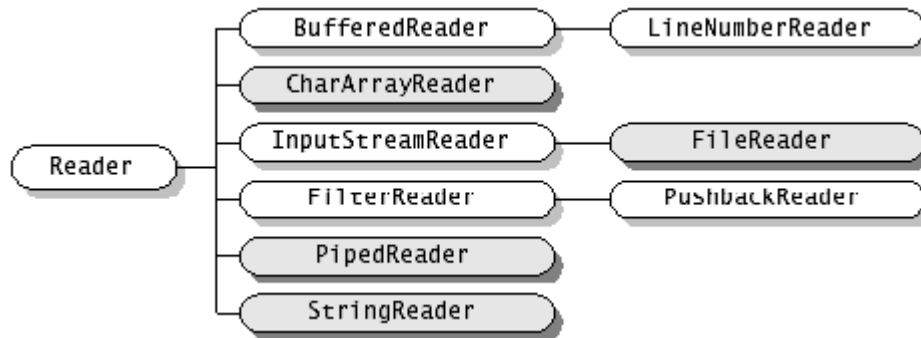 BufferedReader
LineNumberReader
CharArrayReader
InputStreamReader
FileReader
Reader
FilterReader
PushbackReader
PipedReader
StringReader